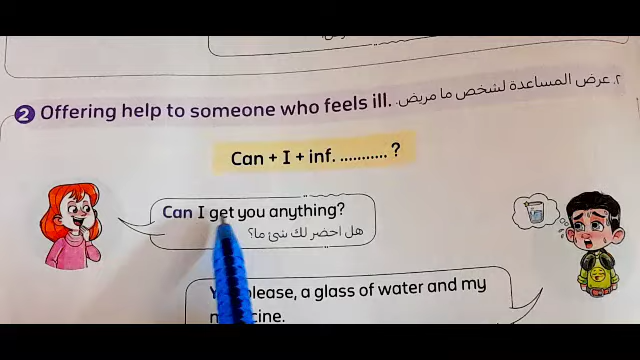 2 Offering help to someone who feels ill. ٢. عرض المساعدة لشخص ما مريض.
Can + I + inf. ........... ?
Can I get you anything?
هل احضر لك شئ ما؟
please, a glass of water and my